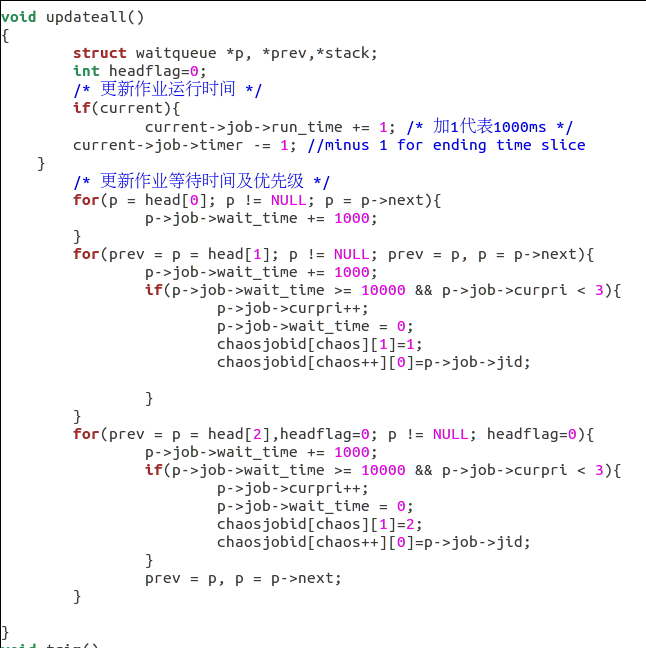 void updateall()
{
        struct waitqueue *p, *prev,*stack;
        int headflag=0;
        /* 更新作业运行时间 */
        if(current){
                current->job->run_time += 1; /* 加1代表1000ms */
        current->job->timer -= 1; //minus 1 for ending time slice
    }
        /* 更新作业等待时间及优先级 */
        for(p = head[0]; p != NULL; p = p->next){
                p->job->wait_time += 1000;
        }
        for(prev = p = head[1]; p != NULL; prev = p, p = p->next){
                p->job->wait_time += 1000;
                if(p->job->wait_time >= 10000 && p->job->curpri < 3){
                        p->job->curpri++;
                        p->job->wait_time = 0;
                        chaosjobid[chaos][1]=1;
                        chaosjobid[chaos++][0]=p->job->jid;
                }
        }
        for(prev = p = head[2],headflag=0; p != NULL; headflag=0){
                p->job->wait_time += 1000;
                if(p->job->wait_time >= 10000 && p->job->curpri < 3){
                        p->job->curpri++;
                        p->job->wait_time = 0;
                        chaosjobid[chaos][1]=2;
                        chaosjobid[chaos++][0]=p->job->jid;
                }
                prev = p, p = p->next;
        }
}